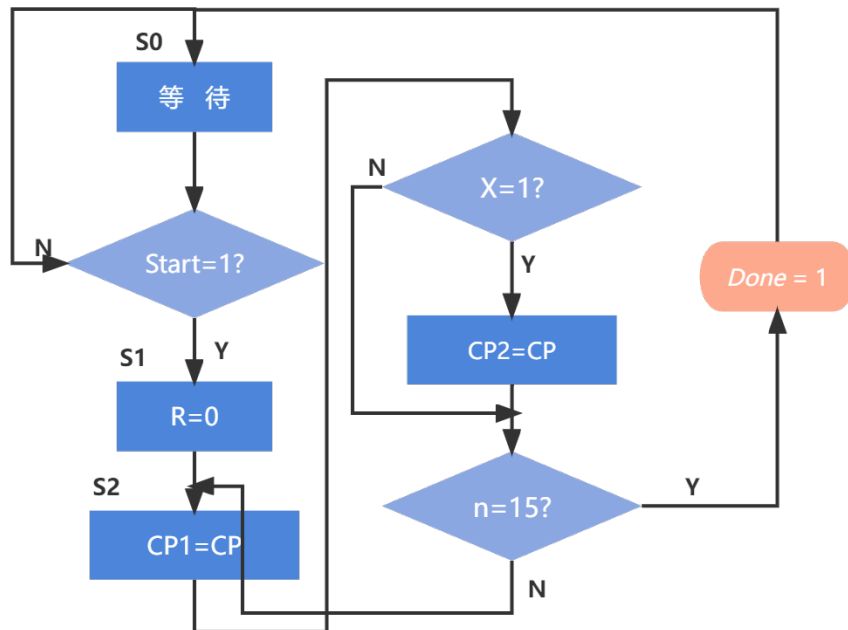 S0
等 待
N
Start=1?
Y
S1
R=0
S2
CP1=CP
N
X=1?
Y
CP2=CP
n=15?
Y
N
Done = 1